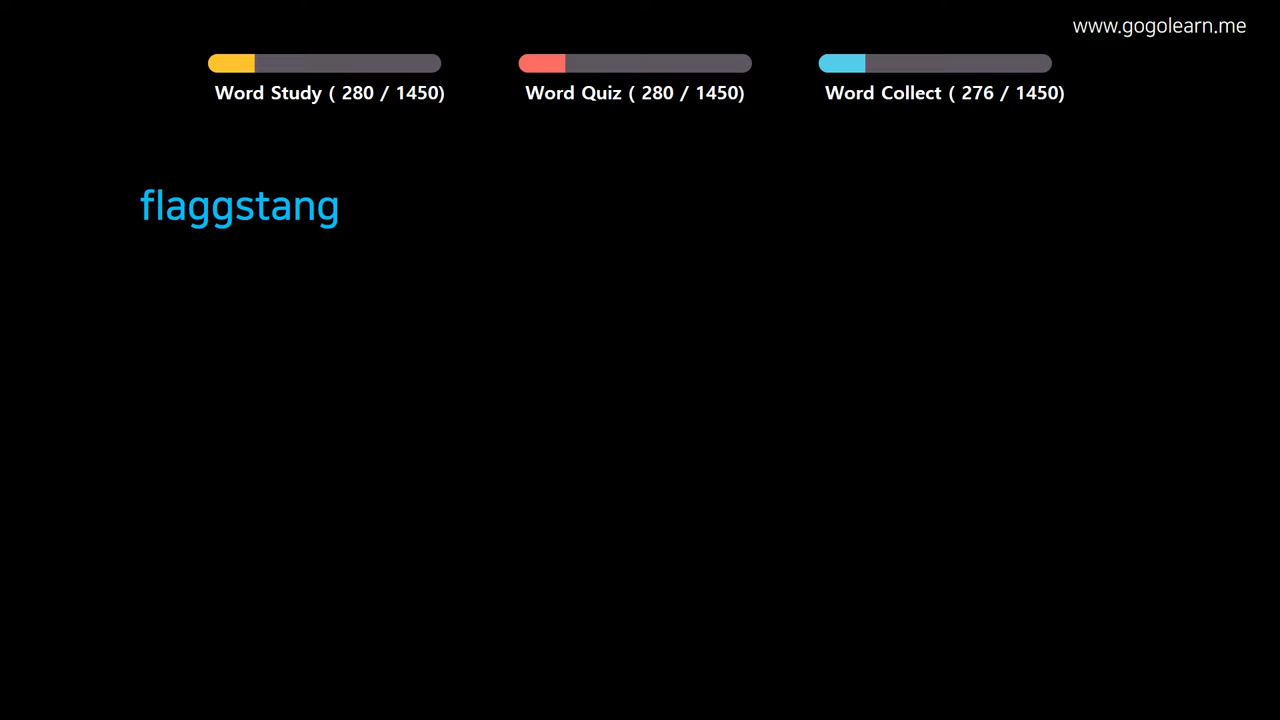 www.gogolearn.me
Word Study ( 280 / 1450)
Word Quiz ( 280 / 1450)
Word Collect ( 276 / 1450)
flaggstang